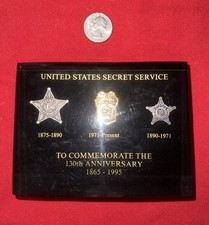 UNITED STATES SECRET SERVICE
1875-1890 1971-Present 1890-1971
TO COMMEMORATE THE
130th ANNIVERSARY
1865 - 1995